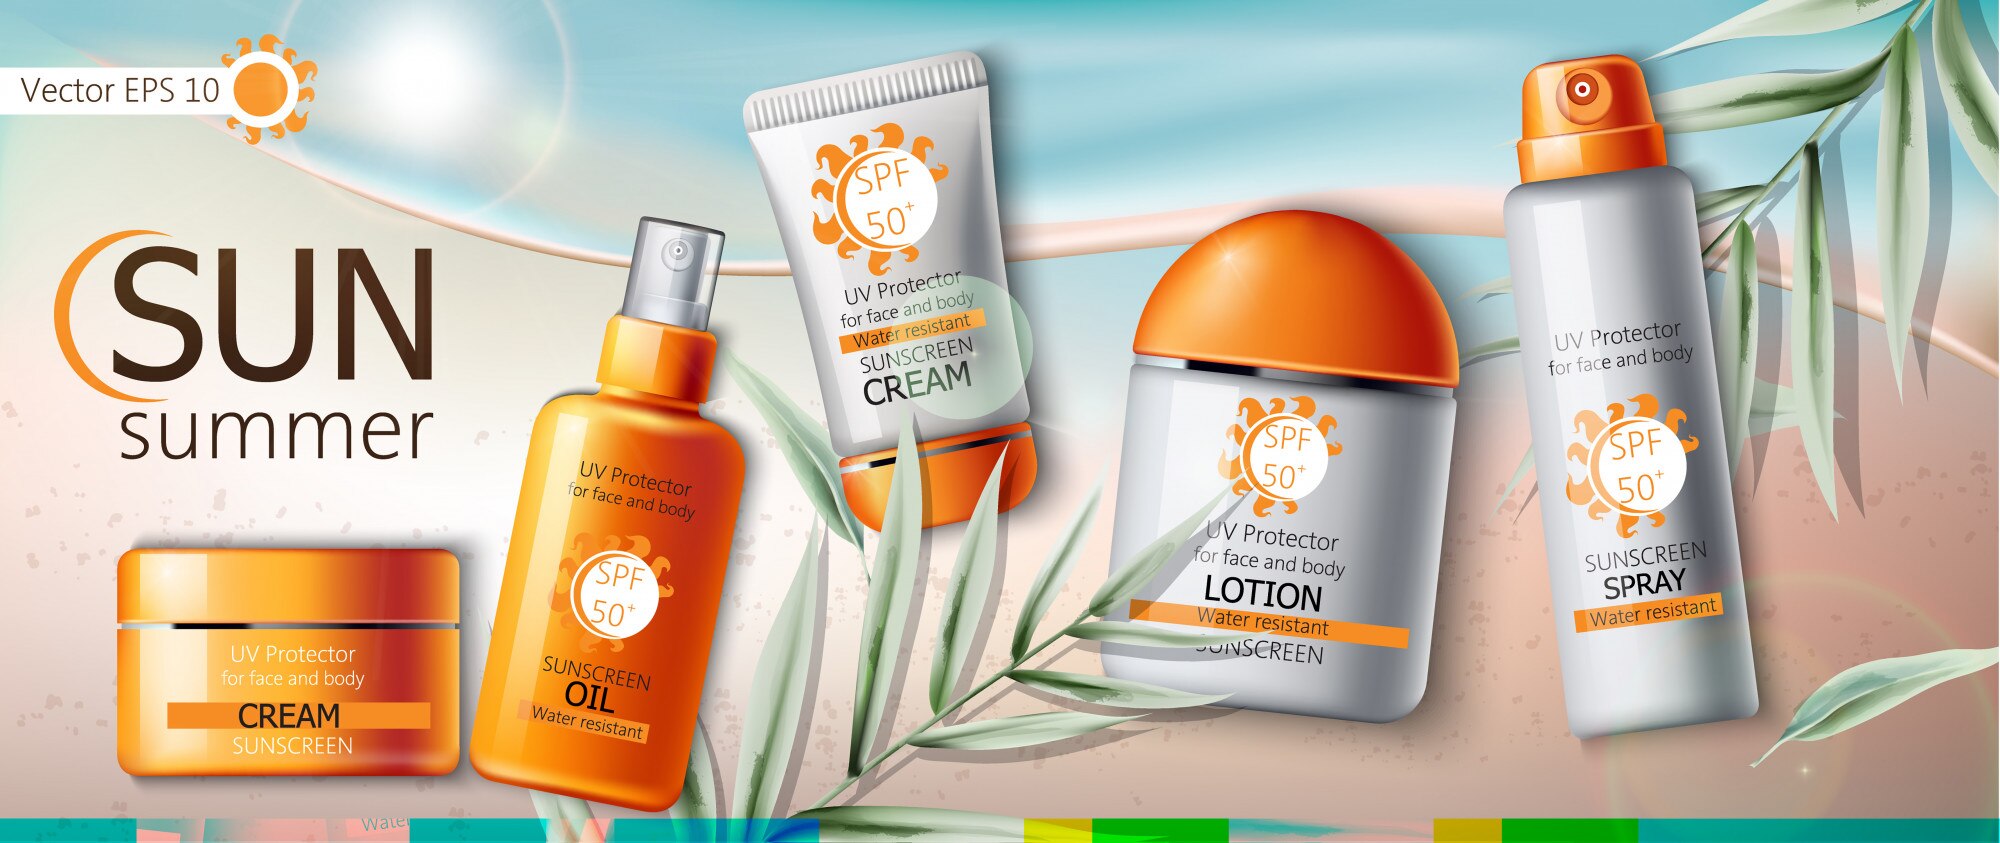 Vector EPS 10
SUN
summer
UV Protector
for face and body
CREAM
SUNSCREEN
UV Protector
for face and body
SPF
50+
SUNSCREEN
OIL
Water resistant
SPF
50+
UV Protector
for face and body
Water resistant
SUNSCREEN
CREAM
SPF
50+
UV Protector
for face and body
LOTION
Water resistant
SUNSCREEN
UV Protector
for face and body
SPF
50+
SUNSCREEN
SPRAY
Water resistant
Water